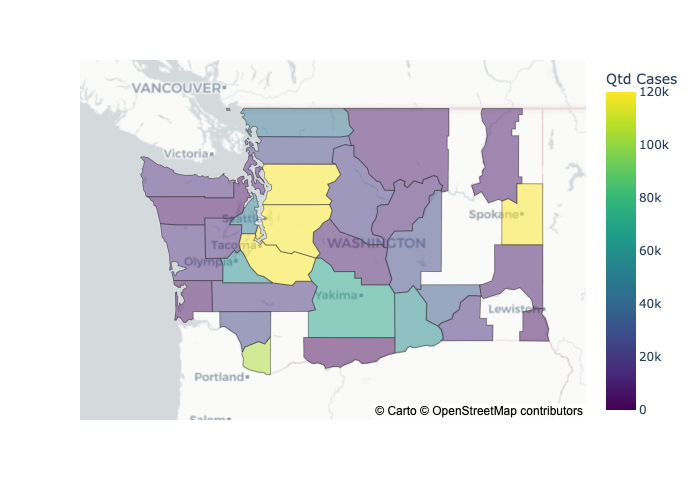 Qtd Cases
120k
100k
80k
60k
40k
20k
0
VANCOUVER
Victoria
Seattle
Spokane
Tacoma
WASHINGTON
Olympia
Yakima
Lewiston
Portland
Salem
© Carto © OpenStreetMap contributors